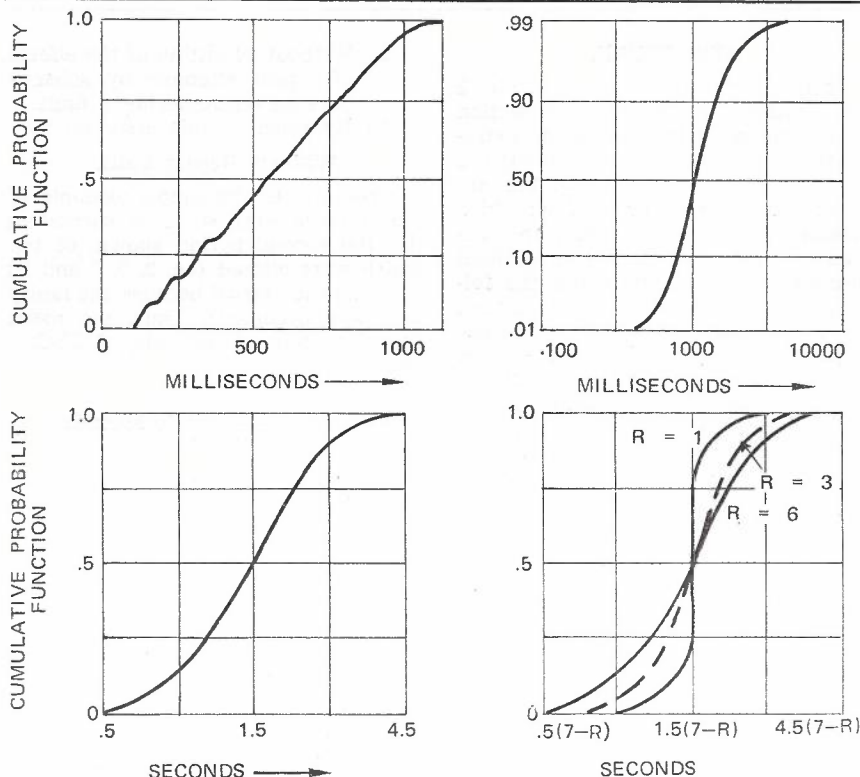 CUMULATIVE PROBABILITY
FUNCTION
1.0
.5
0
0
500
1000
MILLISECONDS
.99
.90
.50
.10
.01
.100
1000
10000
MILLISECONDS
CUMULATIVE PROBABILITY
FUNCTION
1.0
.5
0
.5
1.5
4.5
SECONDS
1.0
.5
0
R = 1
R = 3
R = 6
.5(7-R)
1.5(7-R)
4.5(7-R)
SECONDS